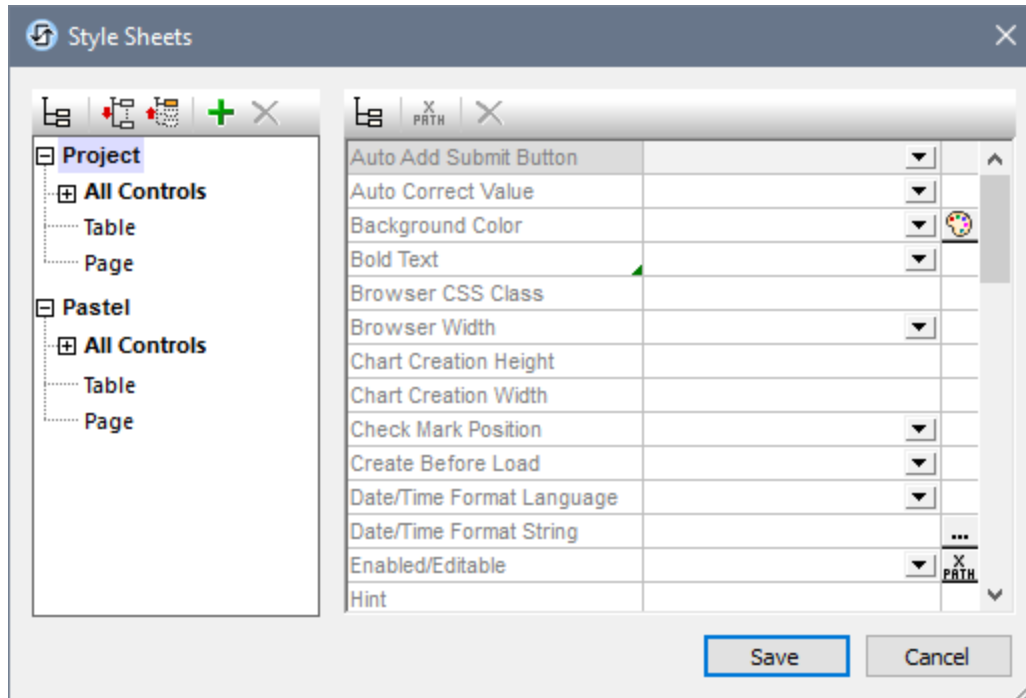 Style Sheets
X
PATH
Project
All Controls
Table
Page
Pastel
All Controls
Table
Page
Auto Add Submit Button
Auto Correct Value
Background Color
Bold Text
Browser CSS Class
Browser Width
Chart Creation Height
Chart Creation Width
Check Mark Position
Create Before Load
Date/Time Format Language
Date/Time Format String
...
Enabled/Editable
X
PATH
Hint
Save
Cancel